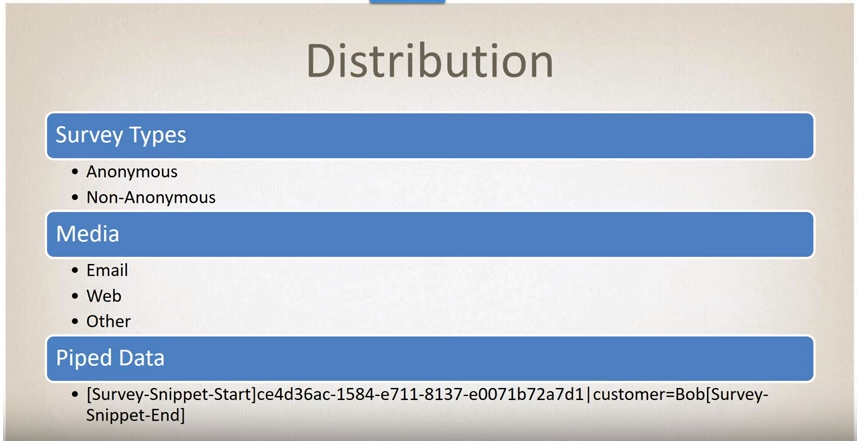 Distribution
Survey Types
• Anonymous
• Non-Anonymous
Media
• Email
• Web
• Other
Piped Data
• [Survey-Snippet-Start]ce4d36ac-1584-e711-8137-e0071b72a7d1|customer=Bob[Survey-
Snippet-End]